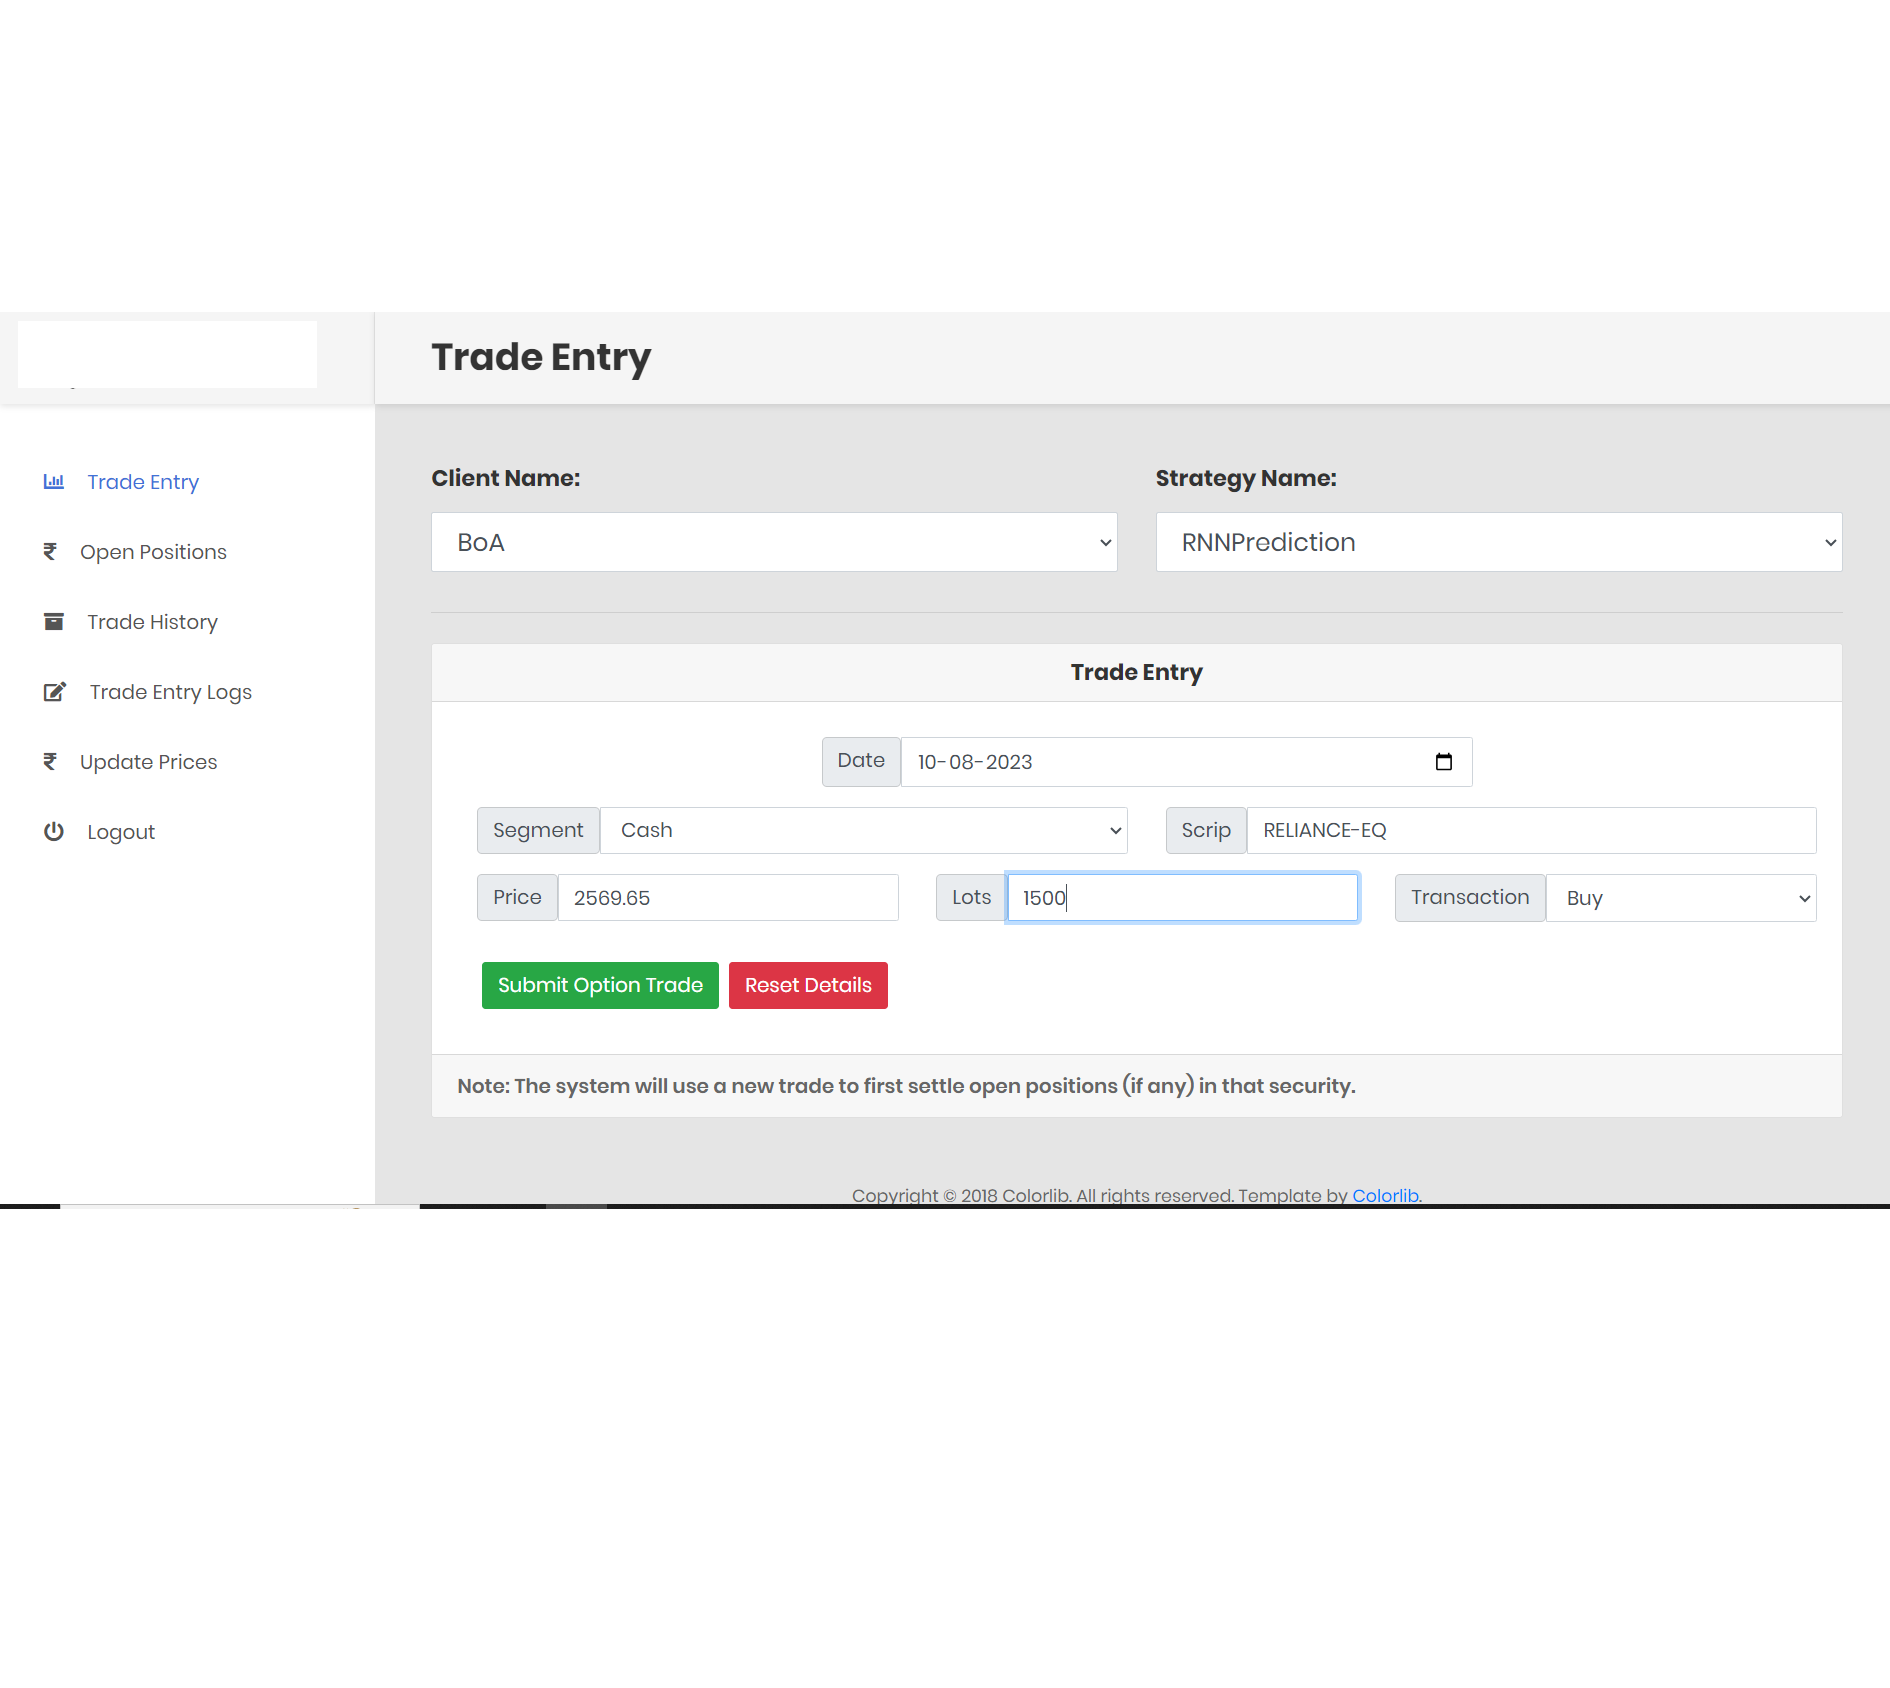 Trade Entry
Trade Entry
Open Positions
Trade History
Trade Entry Logs
Update Prices
Logout
Client Name:
Strategy Name:
BoA
RNNPrediction
Trade Entry
Date 10-08-2023
Segment Cash
Scrip RELIANCE-EQ
Price 2569.65
Lots 1500
Transaction Buy
Submit Option Trade
Reset Details
Note: The system will use a new trade to first settle open positions (if any) in that security.
Copyright © 2018 Colorlib. All rights reserved. Template by Colorlib.